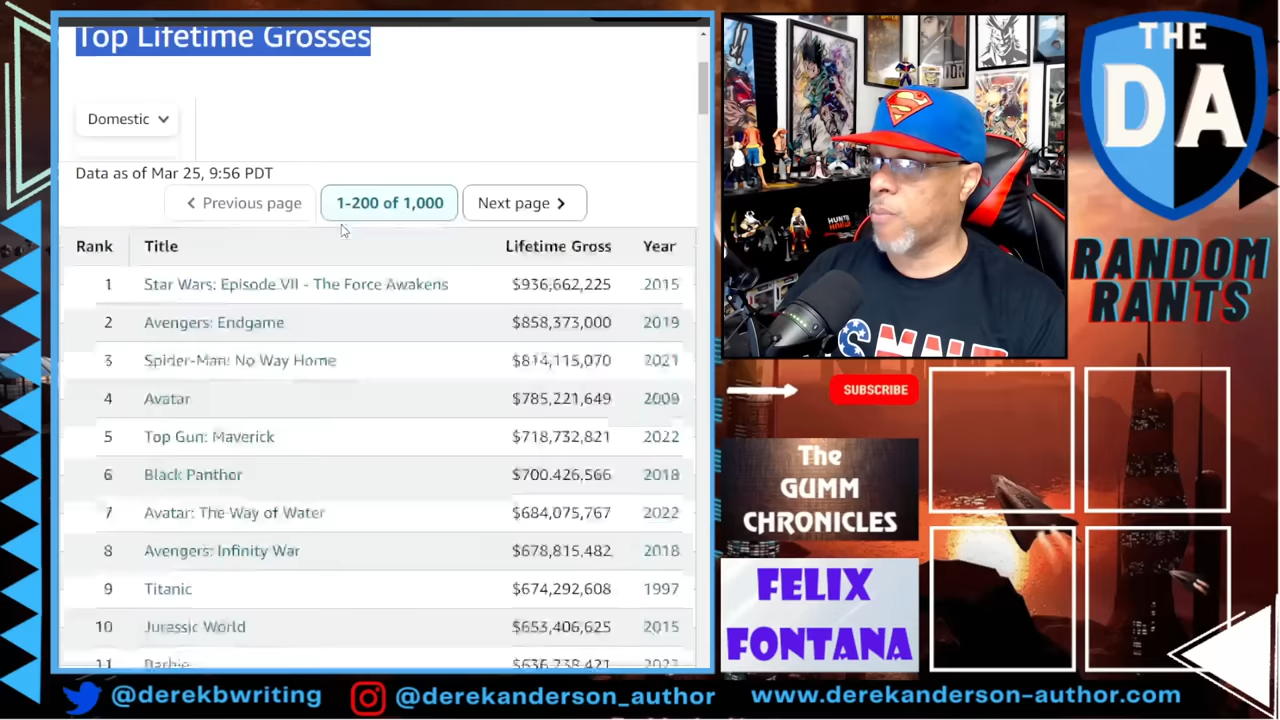 Top Lifetime Grosses
Domestic
Data as of Mar 25, 9:56 PDT
Previous page
1-200 of 1,000
Next page
Rank Title Lifetime Gross Year
1 Star Wars: Episode VII - The Force Awakens $936,662,225 2015
2 Avengers: Endgame $858,373,000 2019
3 Spider-Man: No Way Home $814,115,070 2021
4 Avatar $785,221,649 2009
5 Top Gun: Maverick $718,732,821 2022
6 Black Panther $700,426,566 2018
7 Avatar: The Way of Water $684,075,767 2022
8 Avengers: Infinity War $678,815,482 2018
9 Titanic $674,292,608 1997
10 Jurassic World $653,406,625 2015
11 Barbie $636,238,421 2023
THE
DA
RANDOM
RANTS
SUBSCRIBE
The
GUMM
CHRONICLES
FELIX
FONTANA
@derekbwriting
@derekanderson_author
www.derekanderson-author.com